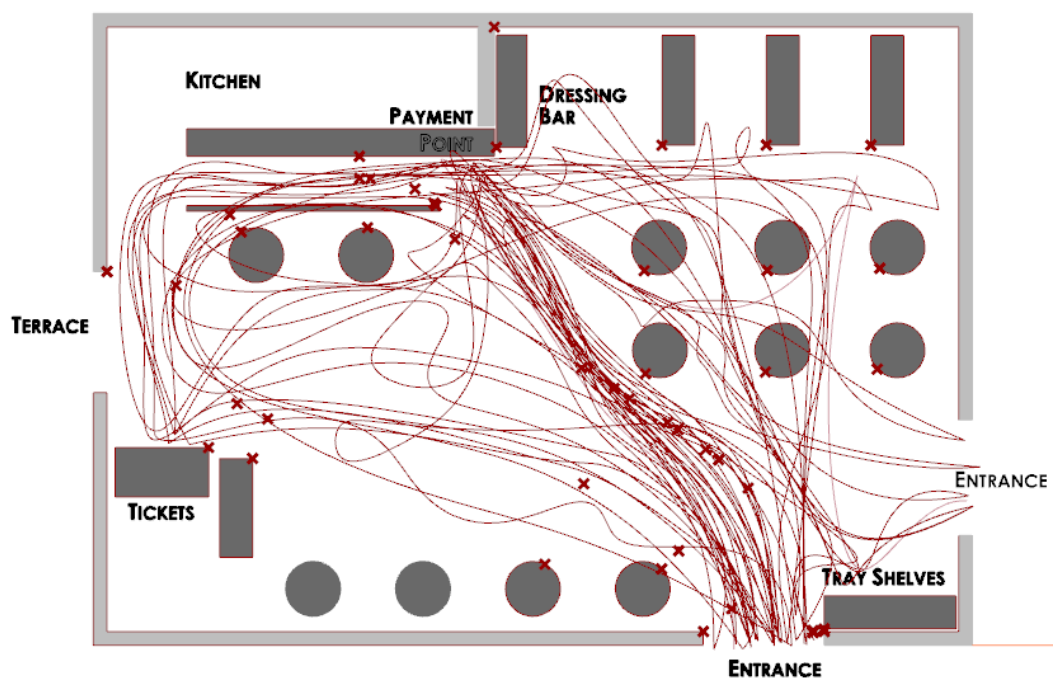 KITCHEN
PAYMENT
POINT
DRESSING
BAR
TERRACE
TICKETS
ENTRANCE
TRAY SHELVES
ENTRANCE